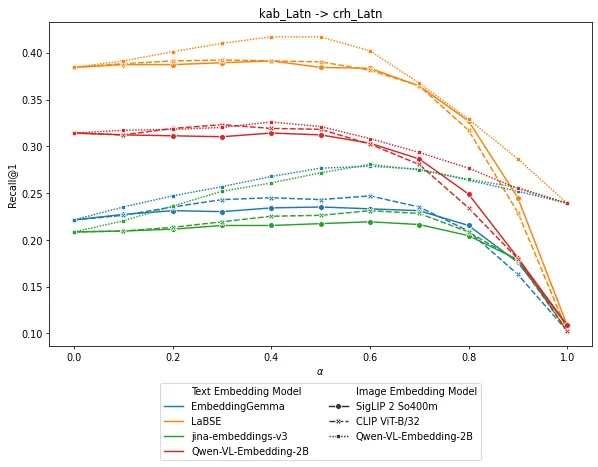 kab_Latn -> crh_Latn
Recall@1
0.40
0.35
0.30
0.25
0.20
0.15
0.10
0.0
0.2
0.4
0.6
0.8
1.0
α
Text Embedding Model
EmbeddingGemma
LaBSE
jina-embeddings-v3
Qwen-VL-Embedding-2B
Image Embedding Model
SigLIP 2 So400m
CLIP ViT-B/32
Qwen-VL-Embedding-2B